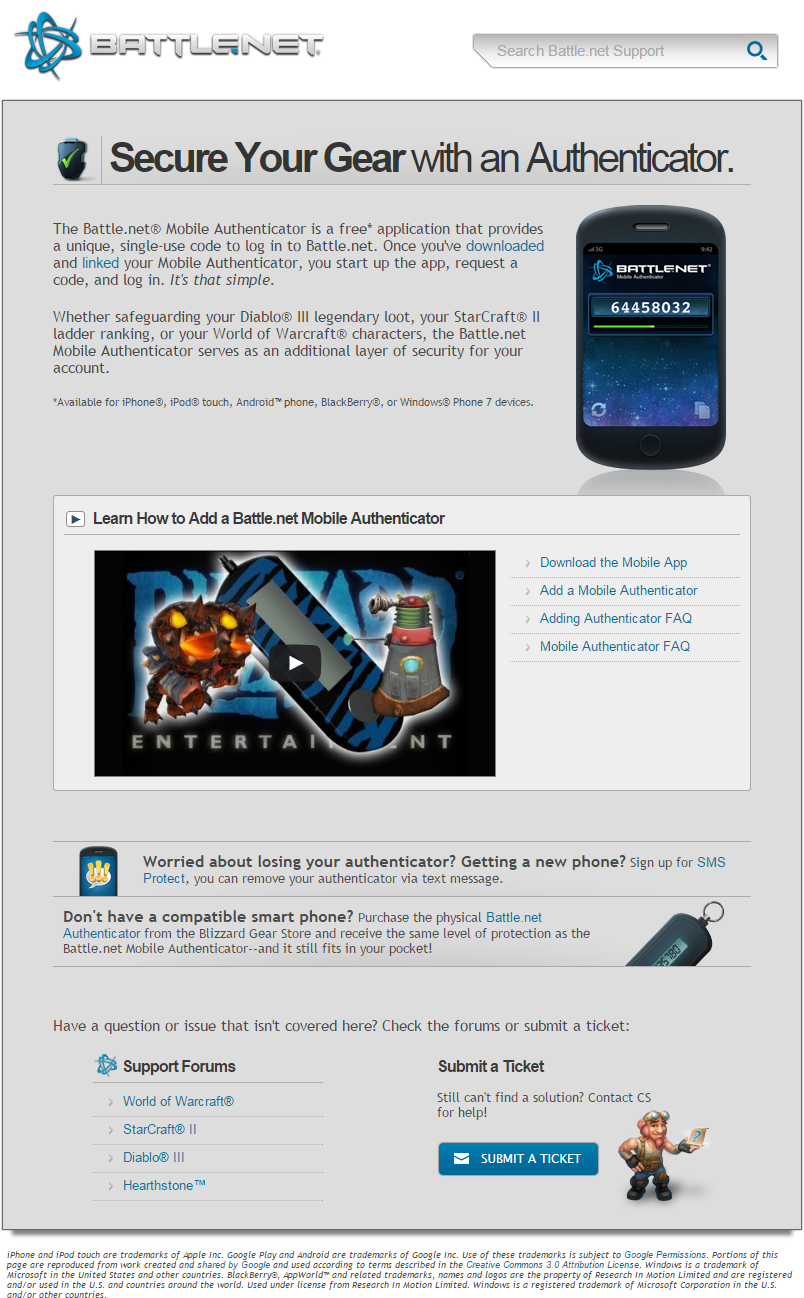 BATTLE.NET®
Search Battle.net Support
Secure Your Gear with an Authenticator.
The Battle.net® Mobile Authenticator is a free* application that provides
a unique, single-use code to log in to Battle.net. Once you've downloaded
and linked your Mobile Authenticator, you start up the app, request a
code, and log in. It's that simple.
Whether safeguarding your Diablo® III legendary loot, your StarCraft® II
ladder ranking, or your World of Warcraft® characters, the Battle.net
Mobile Authenticator serves as an additional layer of security for your
account.
*Available for iPhone®, iPod® touch, Android™ phone, BlackBerry®, or Windows® Phone 7 devices.
3G 9:42
BATTLE.NET®
Mobile Authenticator
64458032
Learn How to Add a Battle.net Mobile Authenticator
ENTERTAI NT
Download the Mobile App
Add a Mobile Authenticator
Adding Authenticator FAQ
Mobile Authenticator FAQ
Worried about losing your authenticator? Getting a new phone? Sign up for SMS
Protect, you can remove your authenticator via text message.
Don't have a compatible smart phone? Purchase the physical Battle.net
Authenticator from the Blizzard Gear Store and receive the same level of protection as the
Battle.net Mobile Authenticator--and it still fits in your pocket!
Have a question or issue that isn't covered here? Check the forums or submit a ticket:
Support Forums
World of Warcraft®
StarCraft® II
Diablo® III
Hearthstone™
Submit a Ticket
Still can't find a solution? Contact CS
for help!
SUBMIT A TICKET
?
iPhone and iPod touch are trademarks of Apple Inc. Google Play and Android are trademarks of Google Inc. Use of these trademarks is subject to Google Permissions. Portions of this
page are reproduced from work created and shared by Google and used according to terms described in the Creative Commons 3.0 Attribution License. Windows is a trademark of
Microsoft in the United States and other countries. BlackBerry®, AppWorld™ and related trademarks, names and logos are the property of Research In Motion Limited and are registered
and/or used in the U.S. and countries around the world. Used under license from Research In Motion Limited. Windows is a registered trademark of Microsoft Corporation in the U.S.
and/or other countries.